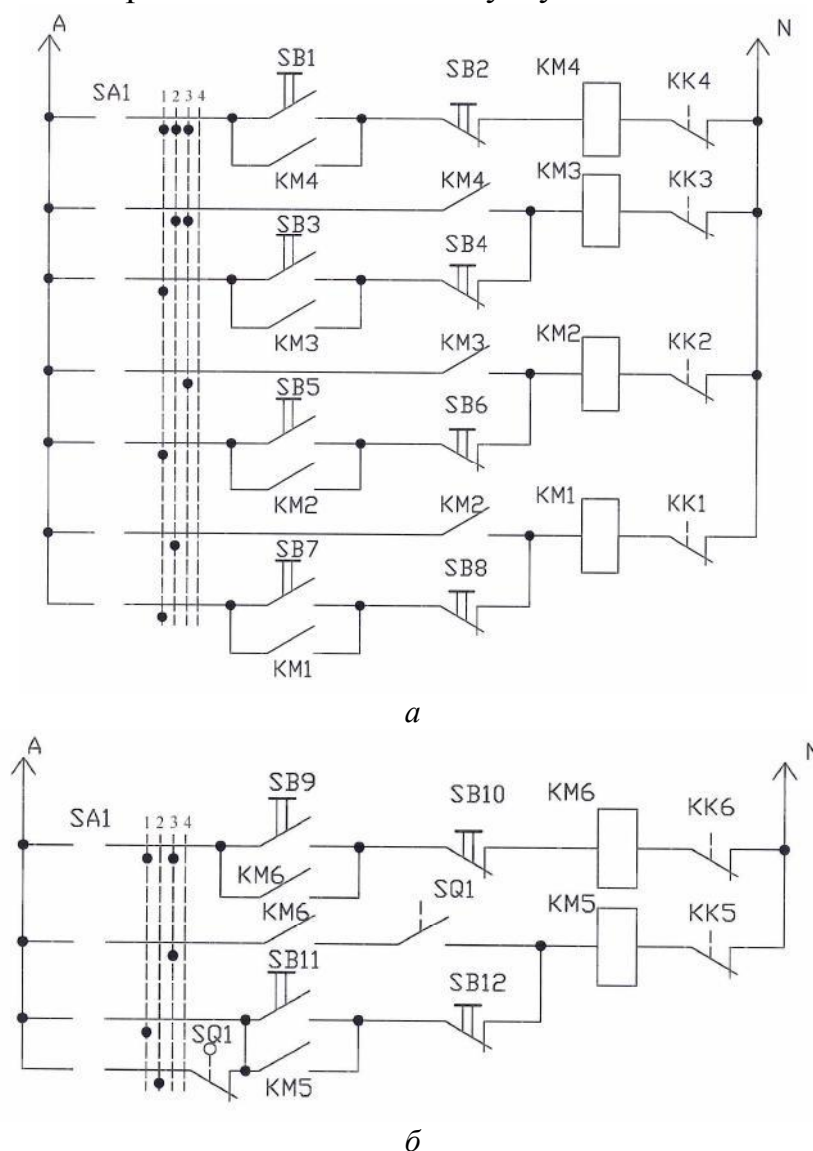 A N
SB1 SB2 KM4 KK4
SA1 1 2 3 4
KM4 KM4 KM3 KK3
SB3 SB4
KM3 KM3 KM2 KK2
SB5 SB6
KM2 KM2 KM1 KK1
SB7 SB8
KM1
а
A
SB9 SB10 KM6 KK6
SA1 1 2 3 4
KM6 SQ1 KM5 KK5
KM6
SB11 SB12
SQ1
KM5
б